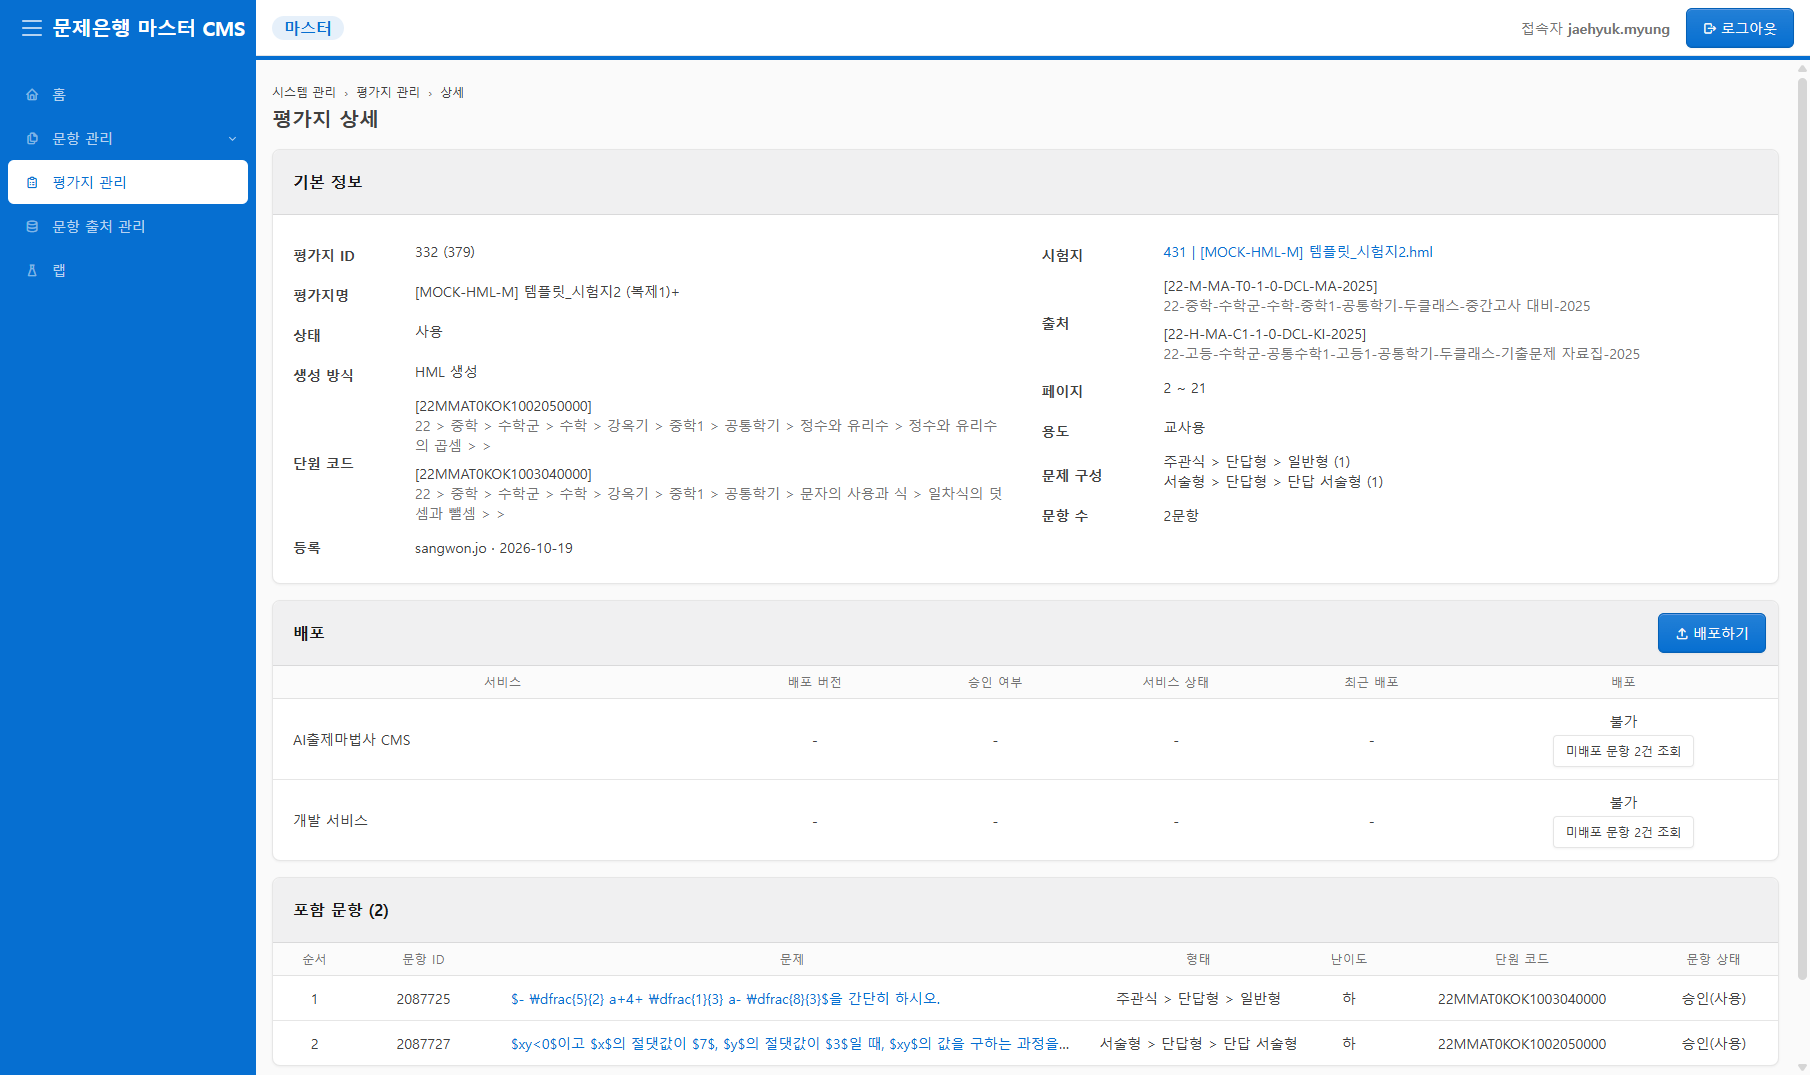 문제은행 마스터 CMS
마스터
접속자 jaehyuk.myung
로그아웃
홈
문항 관리
평가지 관리
문항 출처 관리
랩
시스템 관리 › 평가지 관리 › 상세
평가지 상세
기본 정보
평가지 ID
332 (379)
평가지명
[MOCK-HML-M] 템플릿_시험지2 (복제1)+
상태
사용
생성 방식
HML 생성
단원 코드
[22MMAT0KOK1002050000]
22 > 중학 > 수학군 > 수학 > 강옥기 > 중학1 > 공통학기 > 정수와 유리수 > 정수와 유리수
의 곱셈 > >
[22MMAT0KOK1003040000]
22 > 중학 > 수학군 > 수학 > 강옥기 > 중학1 > 공통학기 > 문자의 사용과 식 > 일차식의 덧
셈과 뺄셈 > >
등록
sangwon.jo · 2026-10-19
시험지
431 | [MOCK-HML-M] 템플릿_시험지2.hml
출처
[22-M-MA-T0-1-0-DCL-MA-2025]
22-중학-수학군-수학-중학1-공통학기-두클래스-중간고사 대비-2025
[22-H-MA-C1-1-0-DCL-KI-2025]
22-고등-수학군-공통수학1-고등1-공통학기-두클래스-기출문제 자료집-2025
페이지
2 ~ 21
용도
교사용
문제 구성
주관식 > 단답형 > 일반형 (1)
서술형 > 단답형 > 단답 서술형 (1)
문항 수
2문항
배포
배포하기
서비스 배포 버전 승인 여부 서비스 상태 최근 배포 배포
AI출제마법사 CMS - - - - 불가
미배포 문항 2건 조회
개발 서비스 - - - - 불가
미배포 문항 2건 조회
포함 문항 (2)
순서 문항 ID 문제 형태 난이도 단원 코드 문항 상태
1 2087725 $- ₩dfrac{5}{2} a+4+ ₩dfrac{1}{3} a- ₩dfrac{8}{3}$을 간단히 하시오. 주관식 > 단답형 > 일반형 하 22MMAT0KOK1003040000 승인(사용)
2 2087727 $xy<0$이고 $x$의 절댓값이 $7$, $y$의 절댓값이 $3$일 때, $xy$의 값을 구하는 과정을... 서술형 > 단답형 > 단답 서술형 하 22MMAT0KOK1002050000 승인(사용)